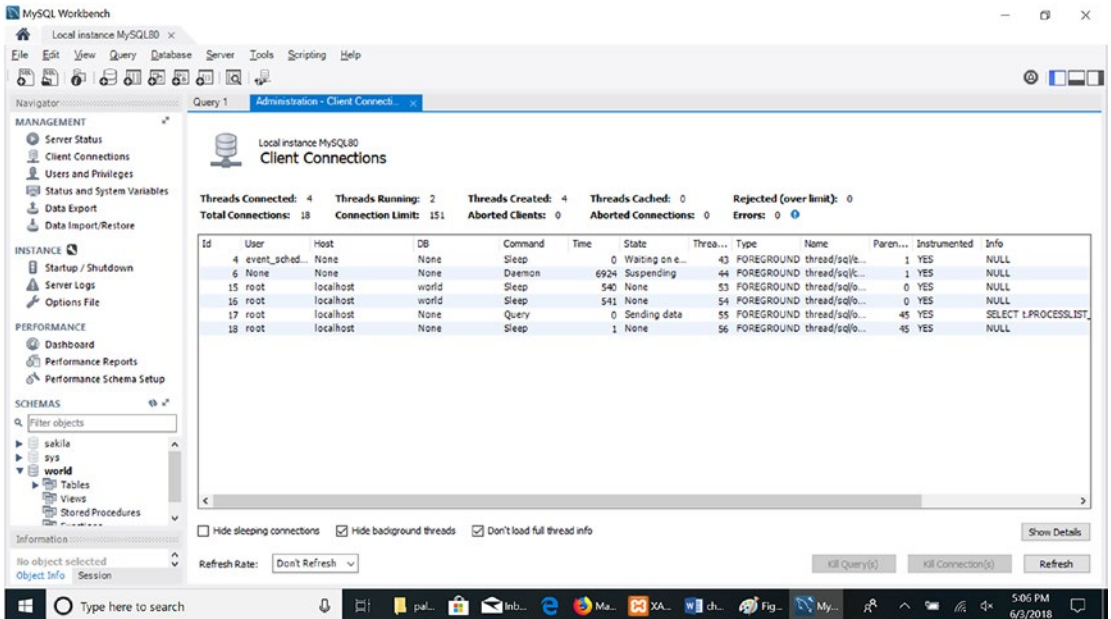 MySQL Workbench
Local instance MySQL80 ×
File Edit View Query Database Server Tools Scripting Help
Navigator
Query 1 Administration - Client Connecti... ×
MANAGEMENT
Server Status
Client Connections
Users and Privileges
Status and System Variables
Data Export
Data Import/Restore
INSTANCE
Startup / Shutdown
Server Logs
Options File
PERFORMANCE
Dashboard
Performance Reports
Performance Schema Setup
SCHEMAS
Filter objects
sakila
sys
world
Tables
Views
Stored Procedures
Functions
Information
No object selected
Object Info Session
Local instance MySQL80
Client Connections
Threads Connected: 4 Threads Running: 2 Threads Created: 4 Threads Cached: 0 Rejected (over limit): 0
Total Connections: 18 Connection Limit: 151 Aborted Clients: 0 Aborted Connections: 0 Errors: 0
Id User Host DB Command Time State Threa... Type Name Paren... Instrumented Info
4 event_sched... None None Sleep 0 Waiting on e... 43 FOREGROUND thread/sql/e... 1 YES NULL
6 None None None Daemon 6924 Suspending 44 FOREGROUND thread/sql/c... 1 YES NULL
15 root localhost world Sleep 540 None 53 FOREGROUND thread/sql/o... 0 YES NULL
16 root localhost world Sleep 541 None 54 FOREGROUND thread/sql/o... 0 YES NULL
17 root localhost None Query 0 Sending data 55 FOREGROUND thread/sql/o... 45 YES SELECT t.PROCESSLIST_
18 root localhost None Sleep 1 None 56 FOREGROUND thread/sql/o... 45 YES NULL
Hide sleeping connections Hide background threads Don't load full thread info
Show Details
Refresh Rate: Don't Refresh
Kill Query(s) Kill Connection(s) Refresh
Type here to search
pal... Inb... Ma... XA... ch... Fig... My...
5:06 PM
6/3/2018